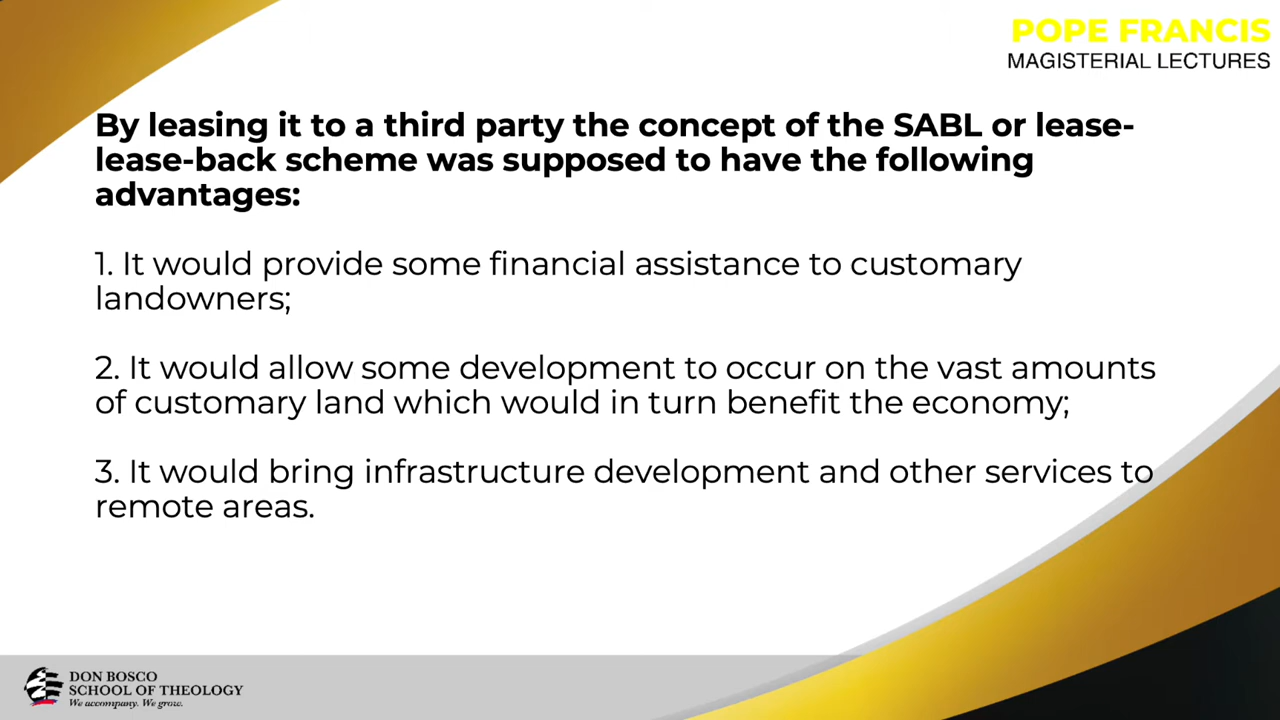 POPE FRANCIS
MAGISTERIAL LECTURES
By leasing it to a third party the concept of the SABL or lease-
lease-back scheme was supposed to have the following
advantages:
1. It would provide some financial assistance to customary
landowners;
2. It would allow some development to occur on the vast amounts
of customary land which would in turn benefit the economy;
3. It would bring infrastructure development and other services to
remote areas.
DON BOSCO
SCHOOL OF THEOLOGY
We accompany. We grow.